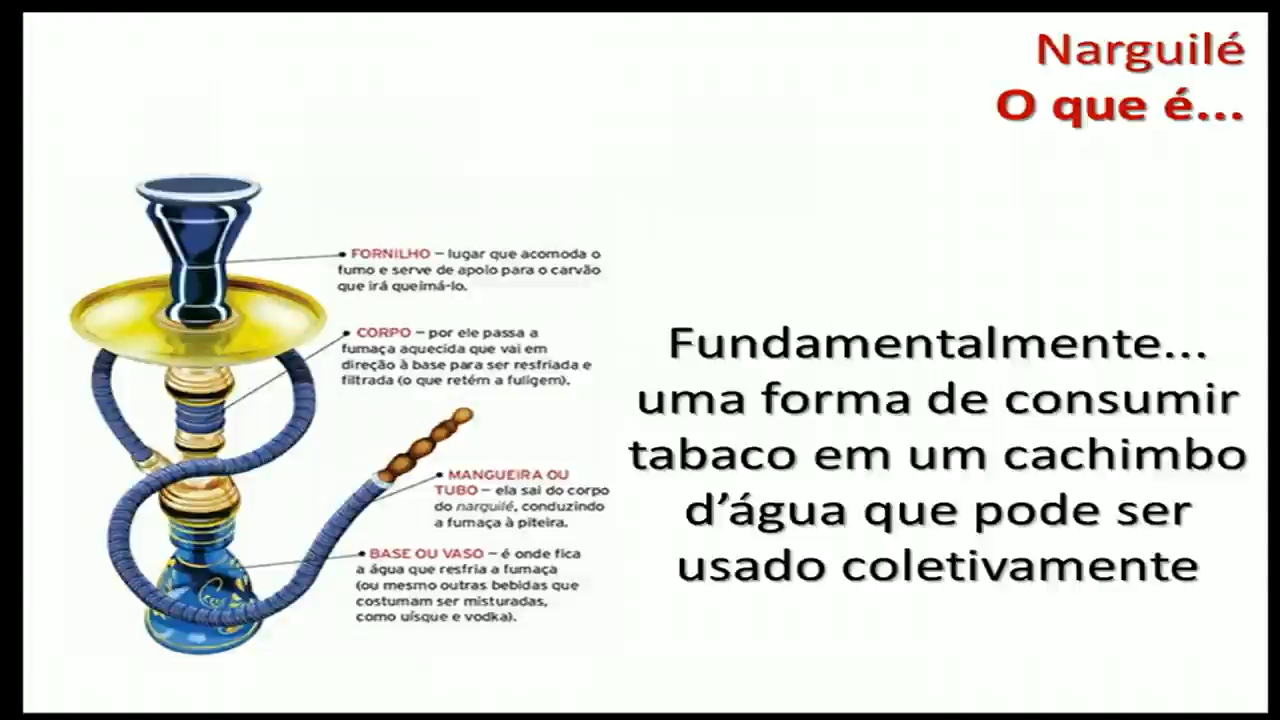 Narguilé
O que é...
FORNILHO – lugar que acomoda o
fumo e serve de apoio para o carvão
que irá queimá-lo.
CORPO – por ele passa a
fumaça aquecida que vai em
direção à base para ser resfriada e
filtrada (o que retém a fuligem).
MANGUEIRA OU
TUBO – ela sai do corpo
do narguilé, conduzindo
a fumaça à piteira.
BASE OU VASO – é onde fica
a água que resfria a fumaça
(ou mesmo outras bebidas que
costumam ser misturadas,
como uísque e vodka).
Fundamentalmente...
uma forma de consumir
tabaco em um cachimbo
d’água que pode ser
usado coletivamente